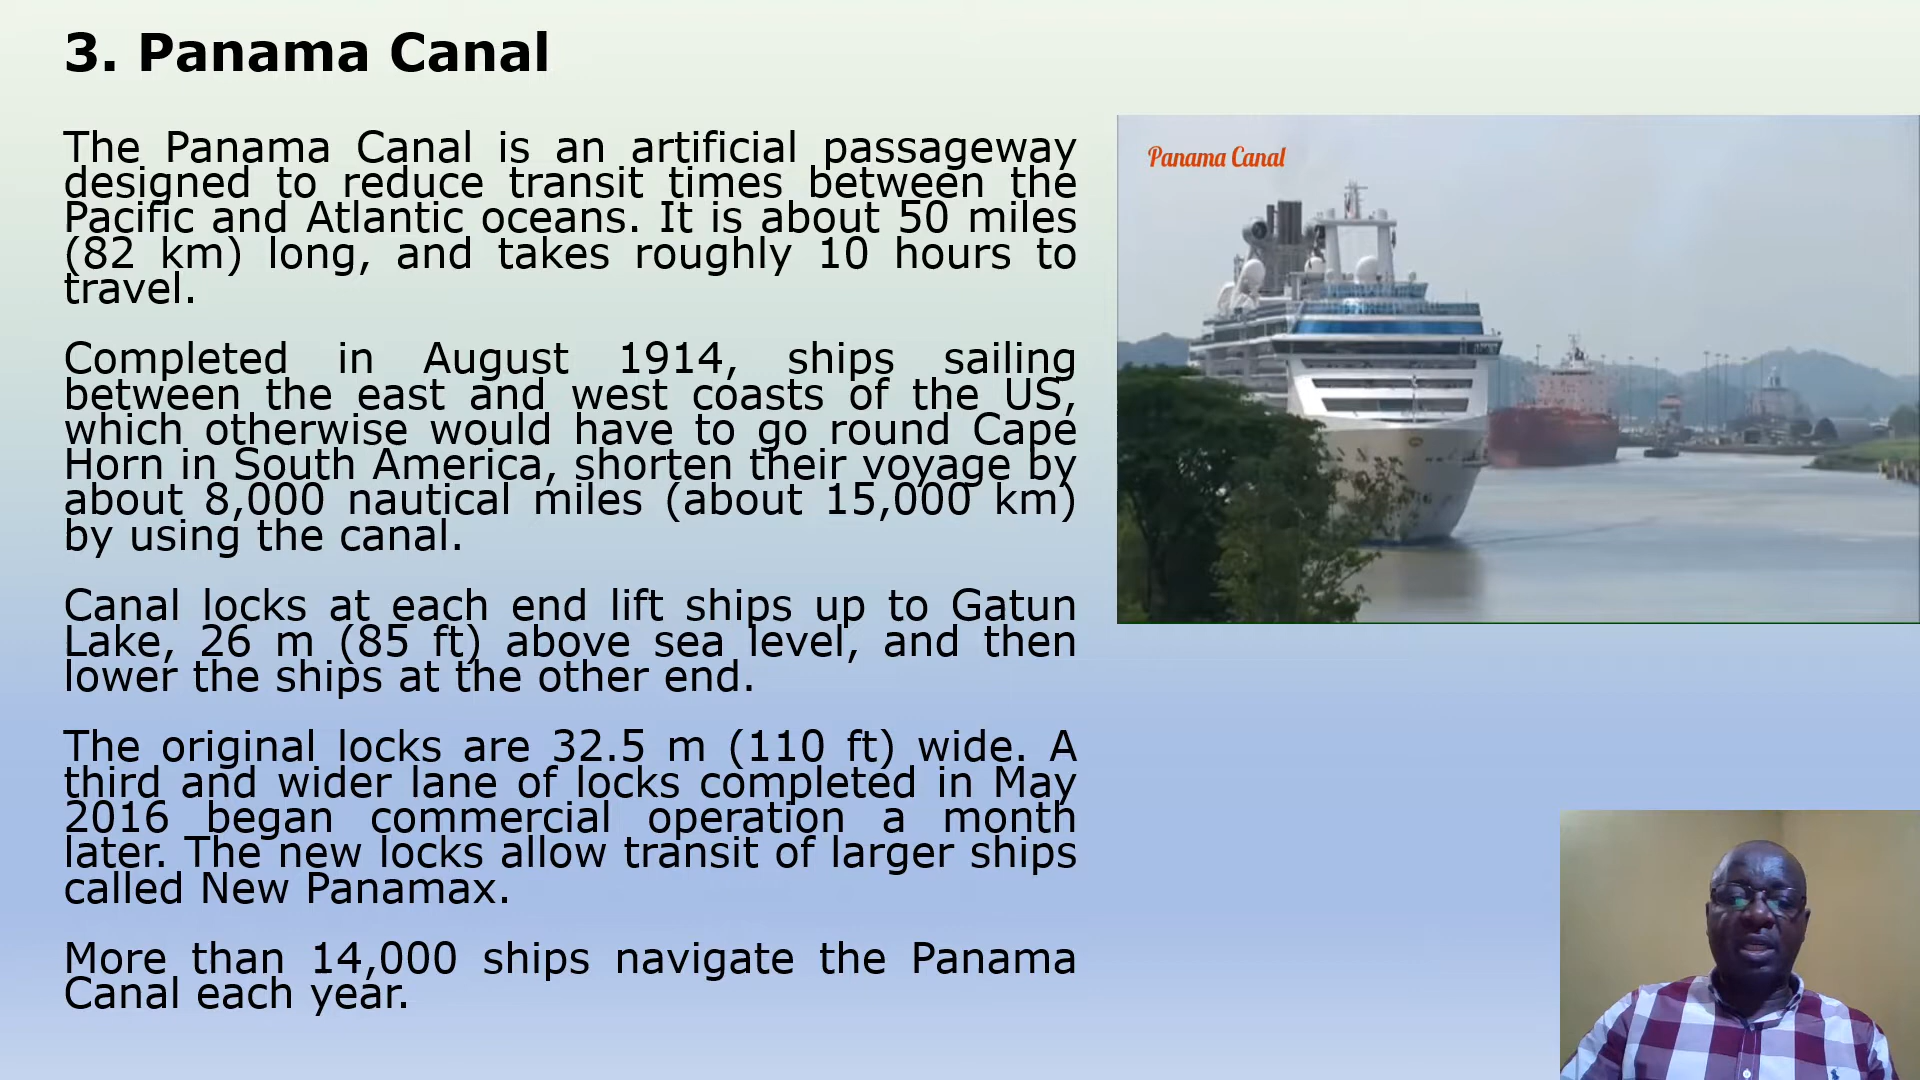 3. Panama Canal
The Panama Canal is an artificial passageway
designed to reduce transit times between the
Pacific and Atlantic oceans. It is about 50 miles
(82 km) long, and takes roughly 10 hours to
travel.
Completed in August 1914, ships sailing
between the east and west coasts of the US,
which otherwise would have to go round Cape
Horn in South America, shorten their voyage by
about 8,000 nautical miles (about 15,000 km)
by using the canal.
Canal locks at each end lift ships up to Gatun
Lake, 26 m (85 ft) above sea level, and then
lower the ships at the other end.
The original locks are 32.5 m (110 ft) wide. A
third and wider lane of locks completed in May
2016 began commercial operation a month
later. The new locks allow transit of larger ships
called New Panamax.
More than 14,000 ships navigate the Panama
Canal each year.
Panama Canal